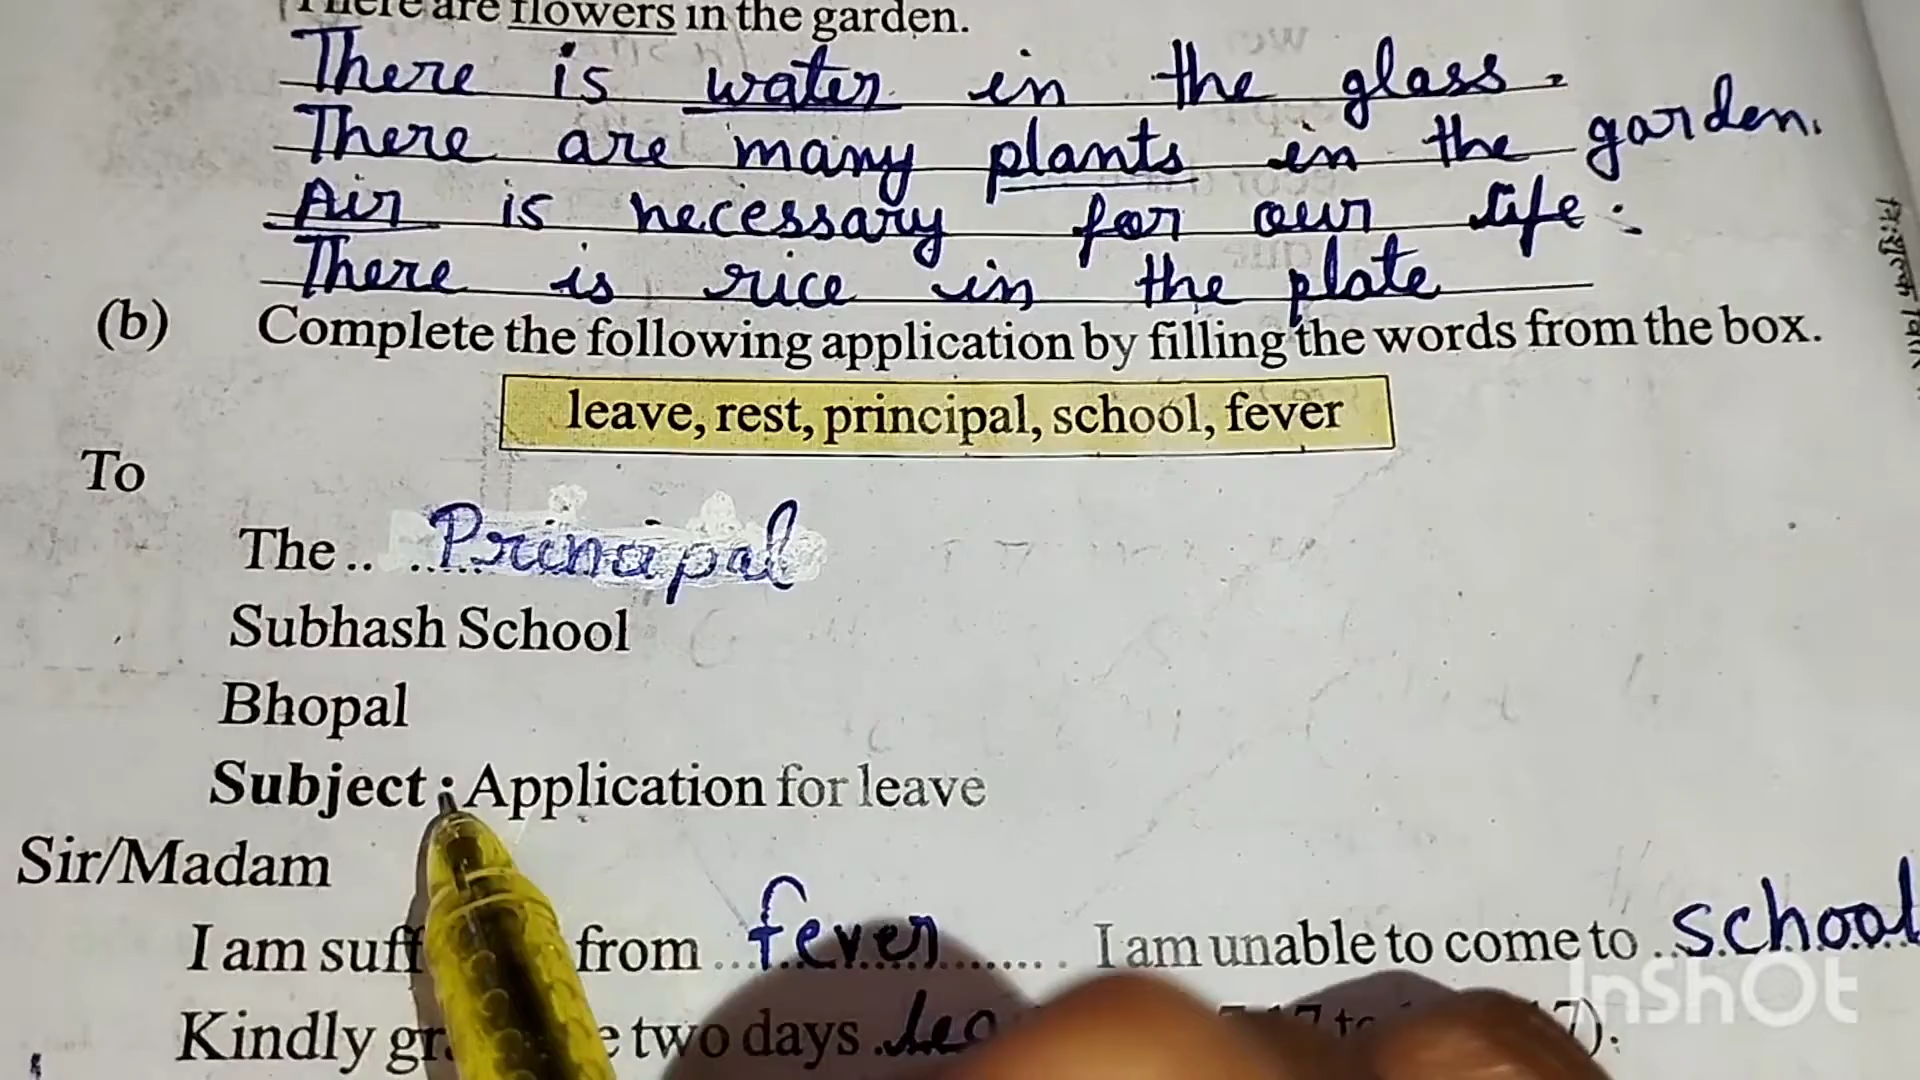 There are flowers in the garden.
There is water in the glass.
There are many plants in the garden.
Air is necessary for our life.
There is rice in the plate
(b) Complete the following application by filling the words from the box.
leave, rest, principal, school, fever
To
The .. ..... Principal
Subhash School
Bhopal
Subject : Application for leave
Sir/Madam
I am from ... fever ..... I am unable to come to .. school
Kindly two days
InShOt